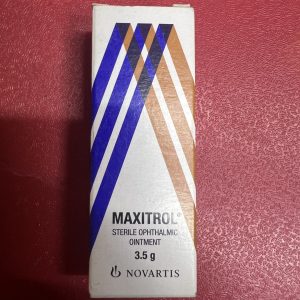 MAXITROL®
STERILE OPHTHALMIC
OINTMENT
3.5 g
NOVARTIS